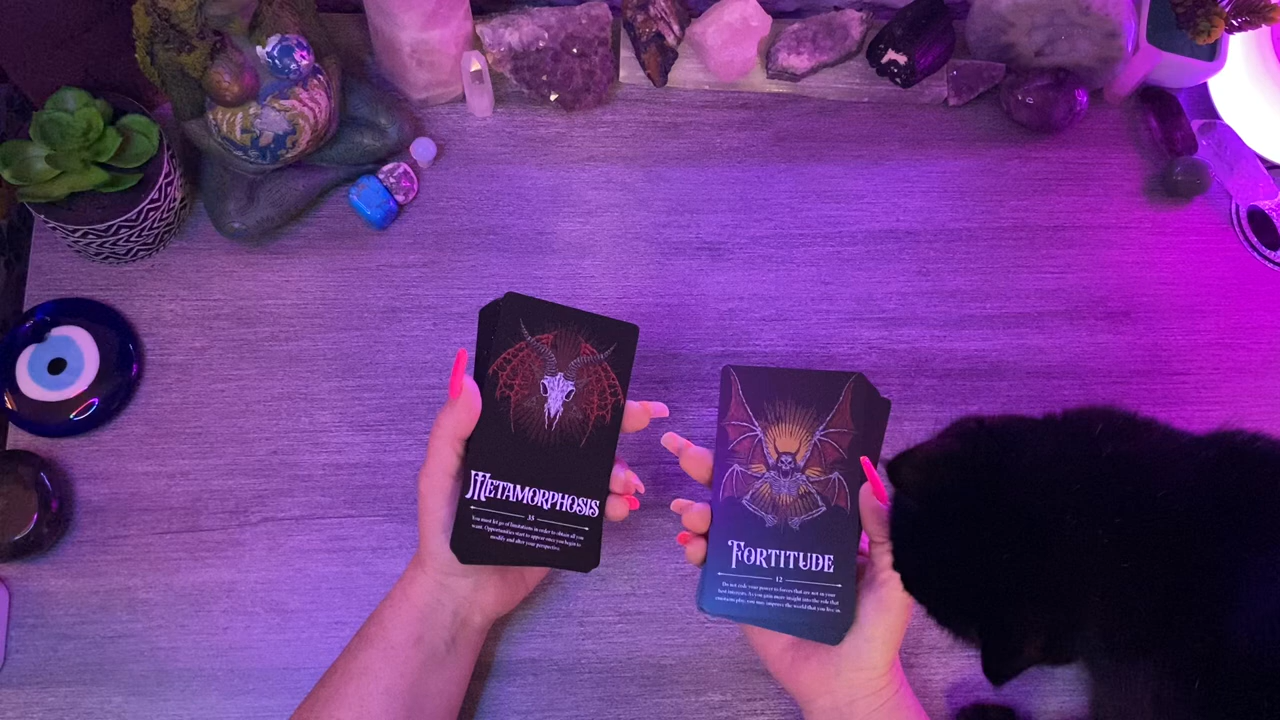 METAMORPHOSIS
35
You must let go of limitations in order to obtain all you
want. Opportunities start to appear once you begin to
modify and alter your perspective.
FORTITUDE
12
Do not cede your power to forces that are not in your
best interests. As you gain more insight into the role that
emotions play, you may improve the world that you live in.